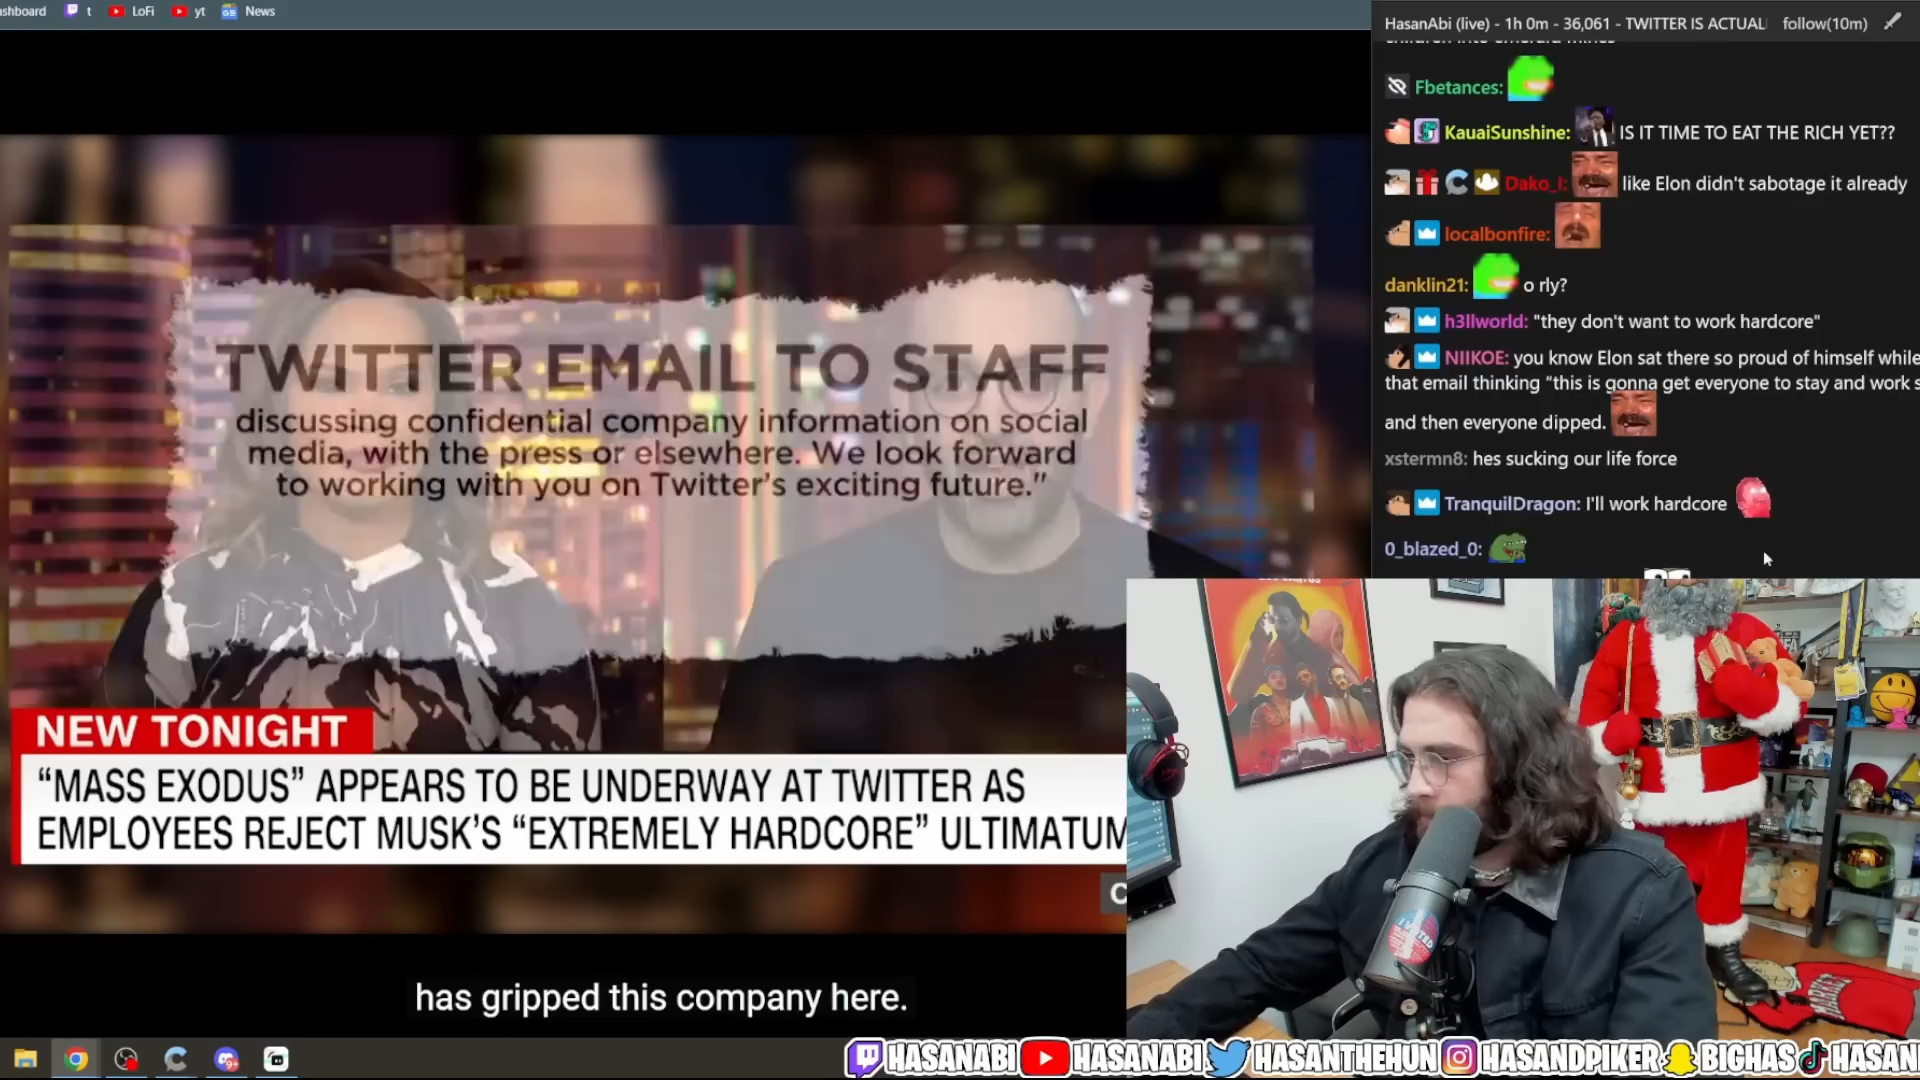 ashboard
t
LoFi
yt
News
HasanAbi (live) - 1h 0m - 36,061 - TWITTER IS ACTUAL
follow(10m)
Fbetances:
KauaiSunshine: IS IT TIME TO EAT THE RICH YET??
Dako_I: like Elon didn't sabotage it already
localbonfire:
danklin21: o rly?
h3llworld: "they don't want to work hardcore"
NIIKOE: you know Elon sat there so proud of himself while
that email thinking "this is gonna get everyone to stay and work s
and then everyone dipped.
xstermn8: hes sucking our life force
TranquilDragon: I'll work hardcore
0_blazed_0:
TWITTER EMAIL TO STAFF
discussing confidential company information on social
media, with the press or elsewhere. We look forward
to working with you on Twitter's exciting future."
NEW TONIGHT
"MASS EXODUS" APPEARS TO BE UNDERWAY AT TWITTER AS
EMPLOYEES REJECT MUSK'S "EXTREMELY HARDCORE" ULTIMATUM
has gripped this company here.
HASANABI HASANABI HASANTHEHUN HASANDPIKER BIGHAS HASAN